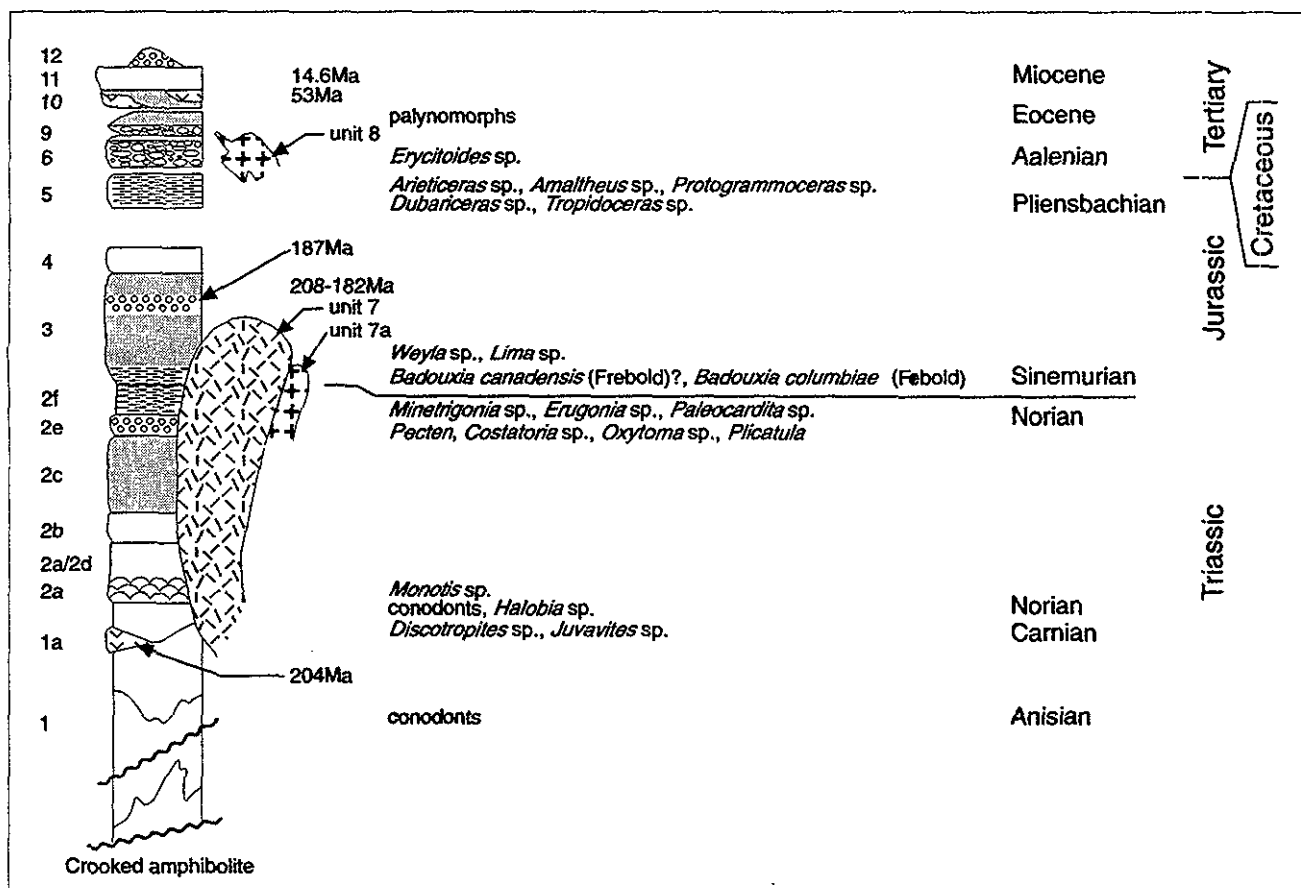 12
11
14.6Ma
Miocene
10
53Ma
9
palynomorphs
Eocene
unit 8
6
Erycitoides sp.
Aalenian
5
Arieticeras sp., Amaltheus sp., Protogrammoceras sp.
Dubariceras sp., Tropidoceras sp.
Pliensbachian
Tertiary
Cretaceous
4
187Ma
208-182Ma
unit 7
3
unit 7a
Jurassic
Weyla sp., Lima sp.
Badouxia canadensis (Frebold)?, Badouxia columbiae (Febold)
Sinemurian
2f
Minetrigonia sp., Erugonia sp., Paleocardita sp.
Norian
2e
Pecten, Costatoria sp., Oxytoma sp., Plicatula
2c
2b
2a/2d
Triassic
2a
Monotis sp.
conodonts, Halobia sp.
Norian
1a
Discotropites sp., Juvavites sp.
Carnian
204Ma
1
conodonts
Anisian
Crooked amphibolite